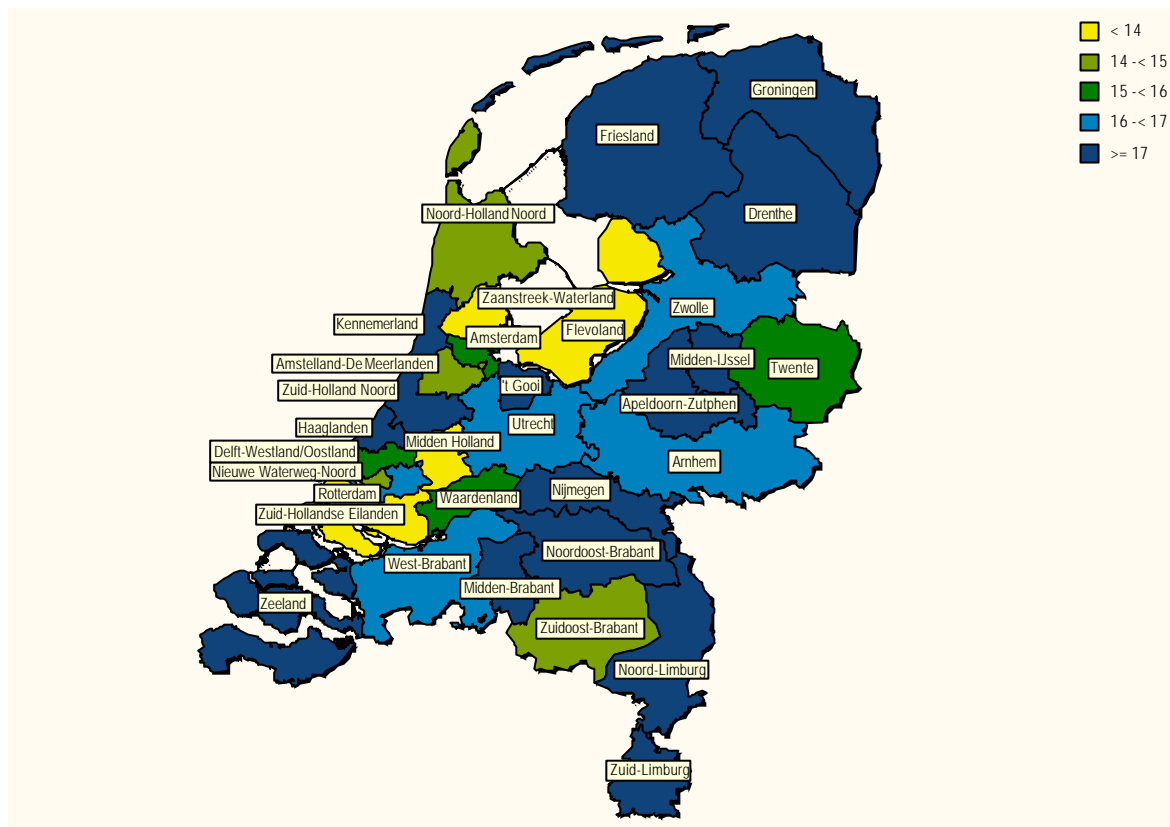 < 14
14 -< 15
15 -< 16
16 -< 17
>= 17
Groningen
Friesland
Noord-Holland Noord
Drenthe
Zaanstreek-Waterland
Zwolle
Kennemerland
Flevoland
Amsterdam
Midden-IJssel
Amstelland-De Meerlanden
Twente
't Gooi
Zuid-Holland Noord
Apeldoorn-Zutphen
Utrecht
Haaglanden
Midden Holland
Delft-Westland/Oostland
Arnhem
Nieuwe Waterweg-Noord
Nijmegen
Rotterdam
Waardenland
Zuid-Hollandse Eilanden
Noordoost-Brabant
West-Brabant
Midden-Brabant
Zeeland
Zuidoost-Brabant
Noord-Limburg
Zuid-Limburg